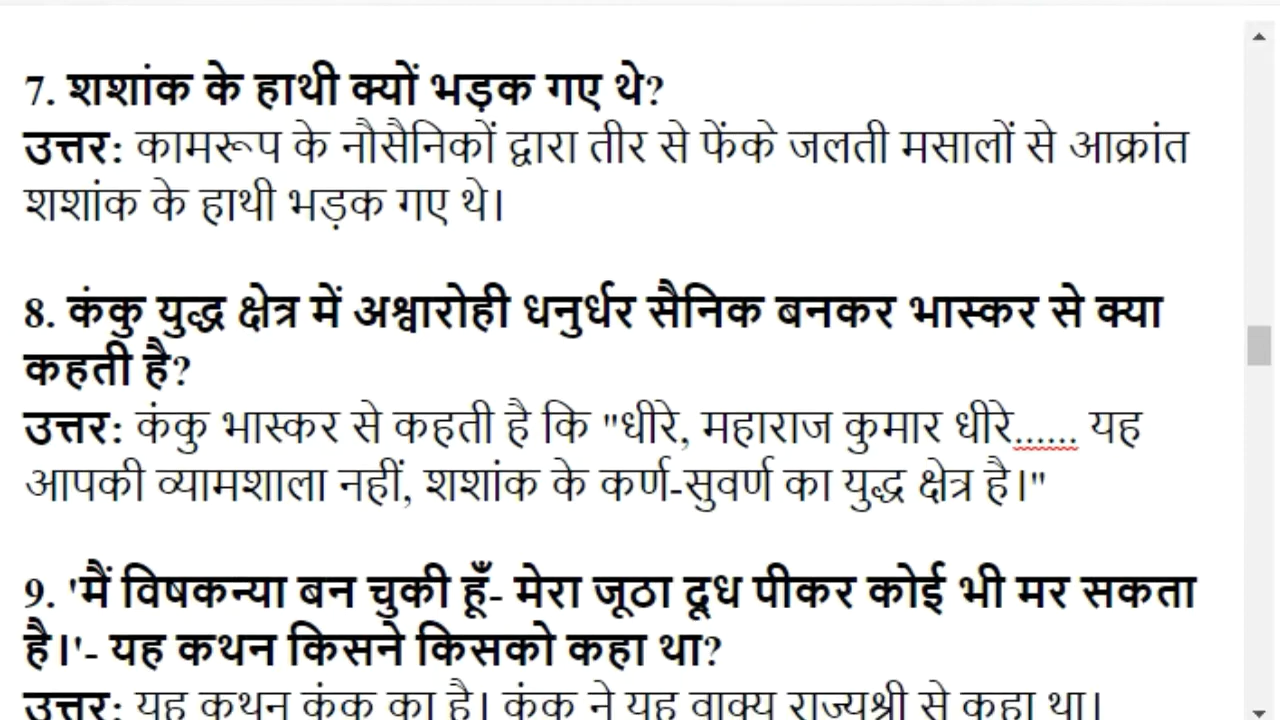 7. शशांक के हाथी क्यों भड़क गए थे?
उत्तर: कामरूप के नौसैनिकों द्वारा तीर से फेंके जलती मसालों से आक्रांत
शशांक के हाथी भड़क गए थे।
8. कंकु युद्ध क्षेत्र में अश्वारोही धनुर्धर सैनिक बनकर भास्कर से क्या
कहती है?
उत्तर: कंकु भास्कर से कहती है कि "धीरे, महाराज कुमार धीरे...... यह
आपकी व्यामशाला नहीं, शशांक के कर्ण-सुवर्ण का युद्ध क्षेत्र है।"
9. 'मैं विषकन्या बन चुकी हूँ- मेरा जूठा दूध पीकर कोई भी मर सकता
है।'- यह कथन किसने किसको कहा था?
उत्तर: यह कथन कंकु का है। कंकु ने यह वाक्य राज्यश्री से कहा था।